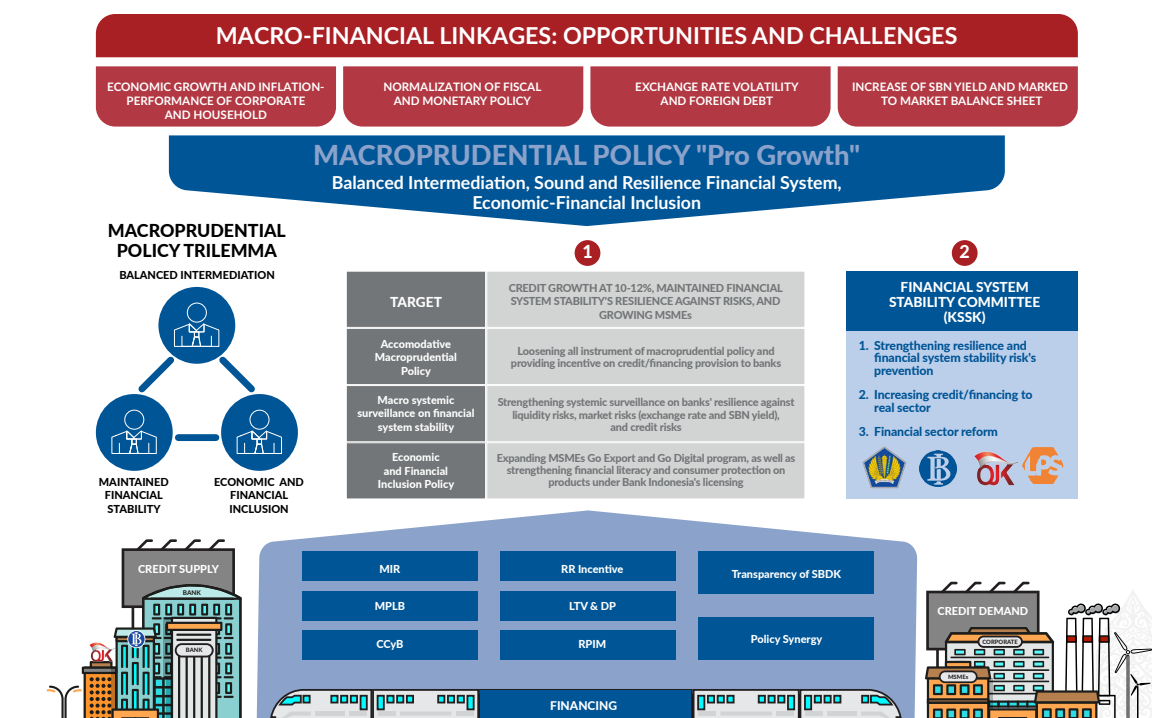 MACRO-FINANCIAL LINKAGES: OPPORTUNITIES AND CHALLENGES
ECONOMIC GROWTH AND INFLATION-
PERFORMANCE OF CORPORATE
AND HOUSEHOLD
NORMALIZATION OF FISCAL
AND MONETARY POLICY
EXCHANGE RATE VOLATILITY
AND FOREIGN DEBT
INCREASE OF SBN YIELD AND MARKED
TO MARKET BALANCE SHEET
MACROPRUDENTIAL POLICY "Pro Growth"
Balanced Intermediation, Sound and Resilience Financial System,
Economic-Financial Inclusion
MACROPRUDENTIAL
POLICY TRILEMMA
BALANCED INTERMEDIATION
MAINTAINED
FINANCIAL
STABILITY
ECONOMIC AND
FINANCIAL
INCLUSION
1
TARGET
CREDIT GROWTH AT 10-12%, MAINTAINED FINANCIAL
SYSTEM STABILITY'S RESILIENCE AGAINST RISKS, AND
GROWING MSMEs
Accomodative
Macroprudential
Policy
Loosening all instrument of macroprudential policy and
providing incentive on credit/financing provision to banks
Macro systemic
surveillance on financial
system stability
Strengthening systemic surveillance on banks' resilience against
liquidity risks, market risks (exchange rate and SBN yield),
and credit risks
Economic
and Financial
Inclusion Policy
Expanding MSMEs Go Export and Go Digital program, as well as
strengthening financial literacy and consumer protection on
products under Bank Indonesia's licensing
2
FINANCIAL SYSTEM
STABILITY COMMITTEE
(KSSK)
1. Strengthening resilience and
financial system stability risk's
prevention
2. Increasing credit/financing to
real sector
3. Financial sector reform
OJK
LPS
CREDIT SUPPLY
BANK
BANK
OJK
MIR
RR Incentive
Transparency of SBDK
MPLB
LTV & DP
CCyB
RPIM
Policy Synergy
FINANCING
CREDIT DEMAND
CORPORATE
MSMEs